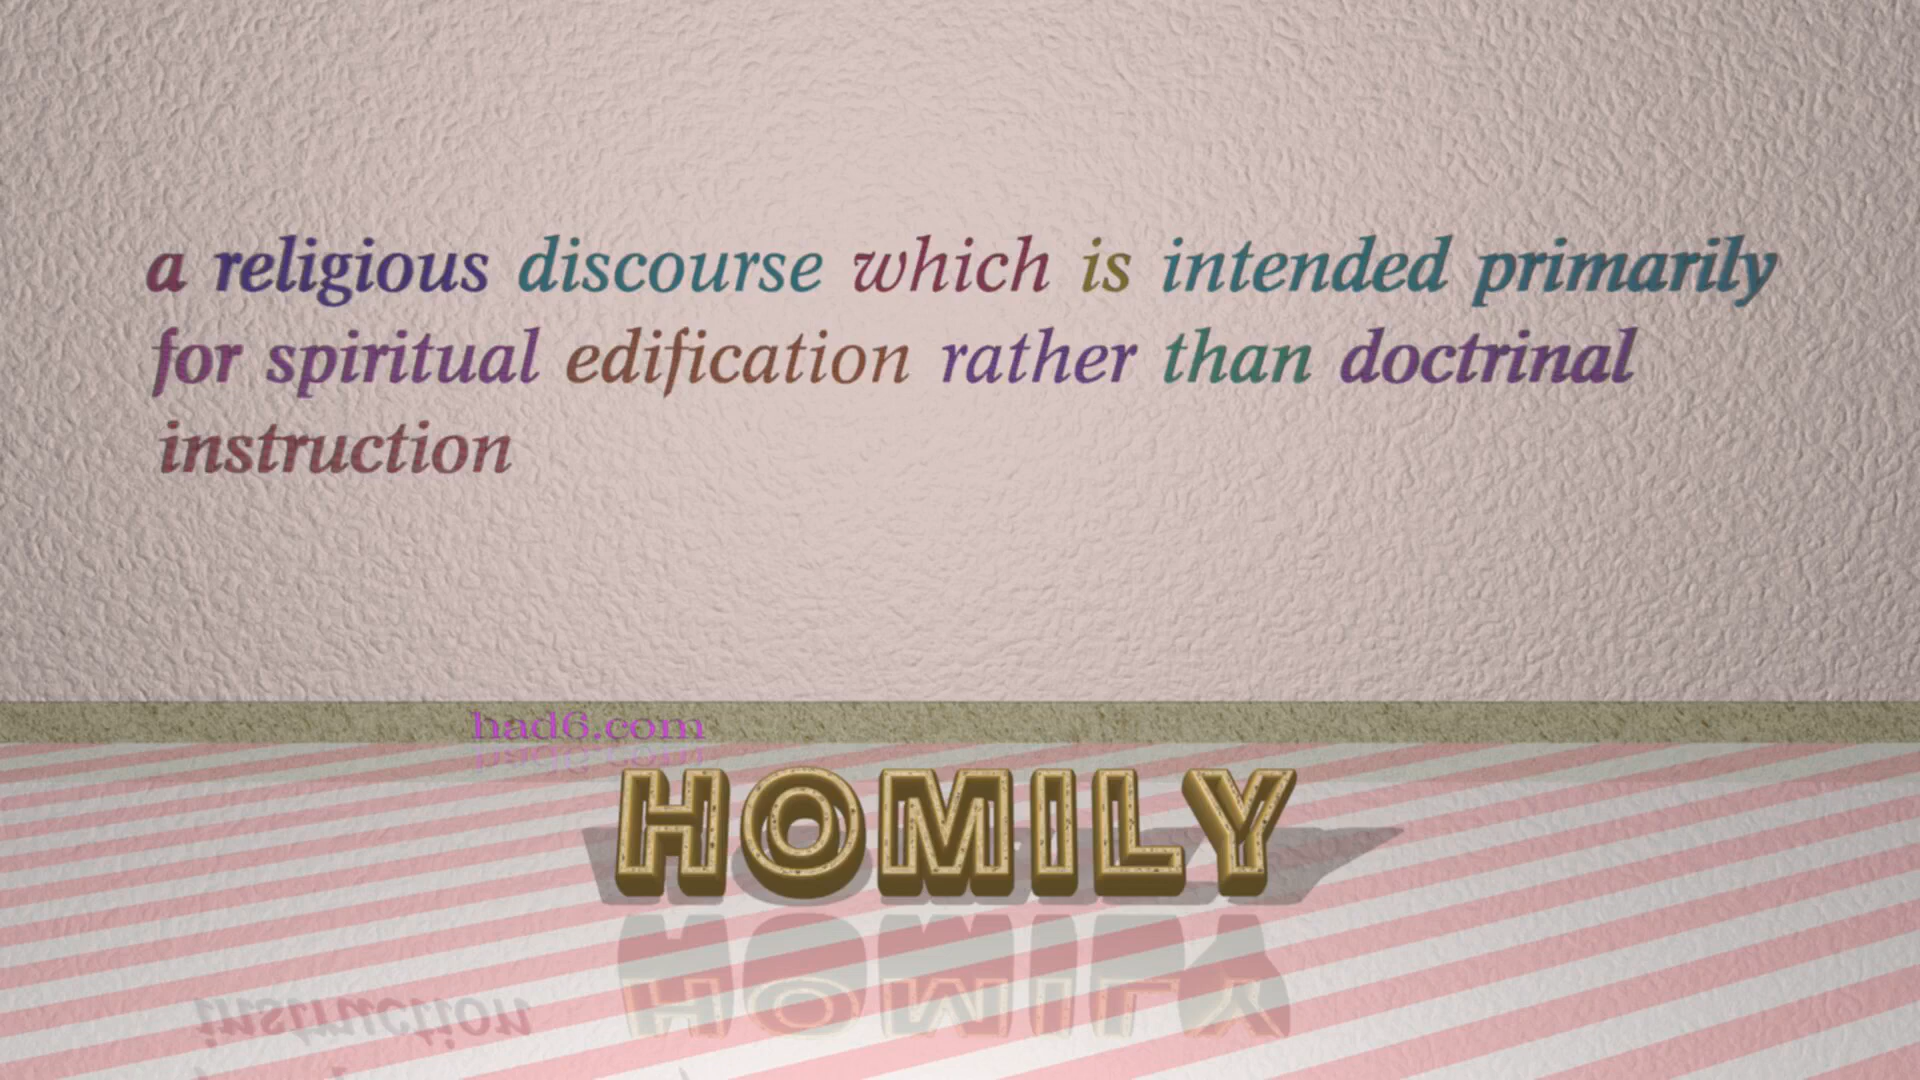 a religious discourse which is intended primarily
for spiritual edification rather than doctrinal
instruction
had6.com
HOMILY